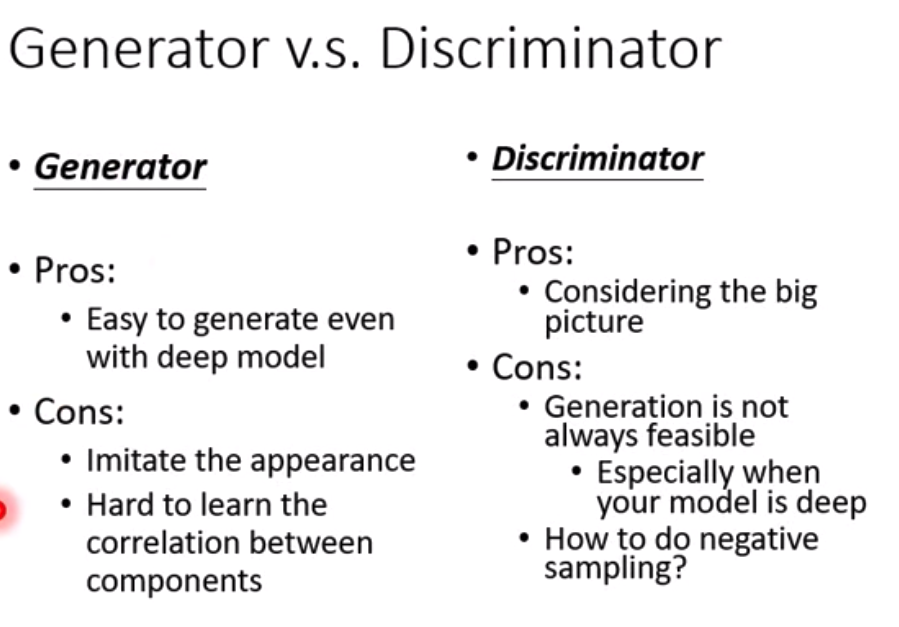 Generator v.s. Discriminator
Generator
Pros:
Easy to generate even
with deep model
Cons:
Imitate the appearance
Hard to learn the
correlation between
components
Discriminator
Pros:
Considering the big
picture
Cons:
Generation is not
always feasible
Especially when
your model is deep
How to do negative
sampling?